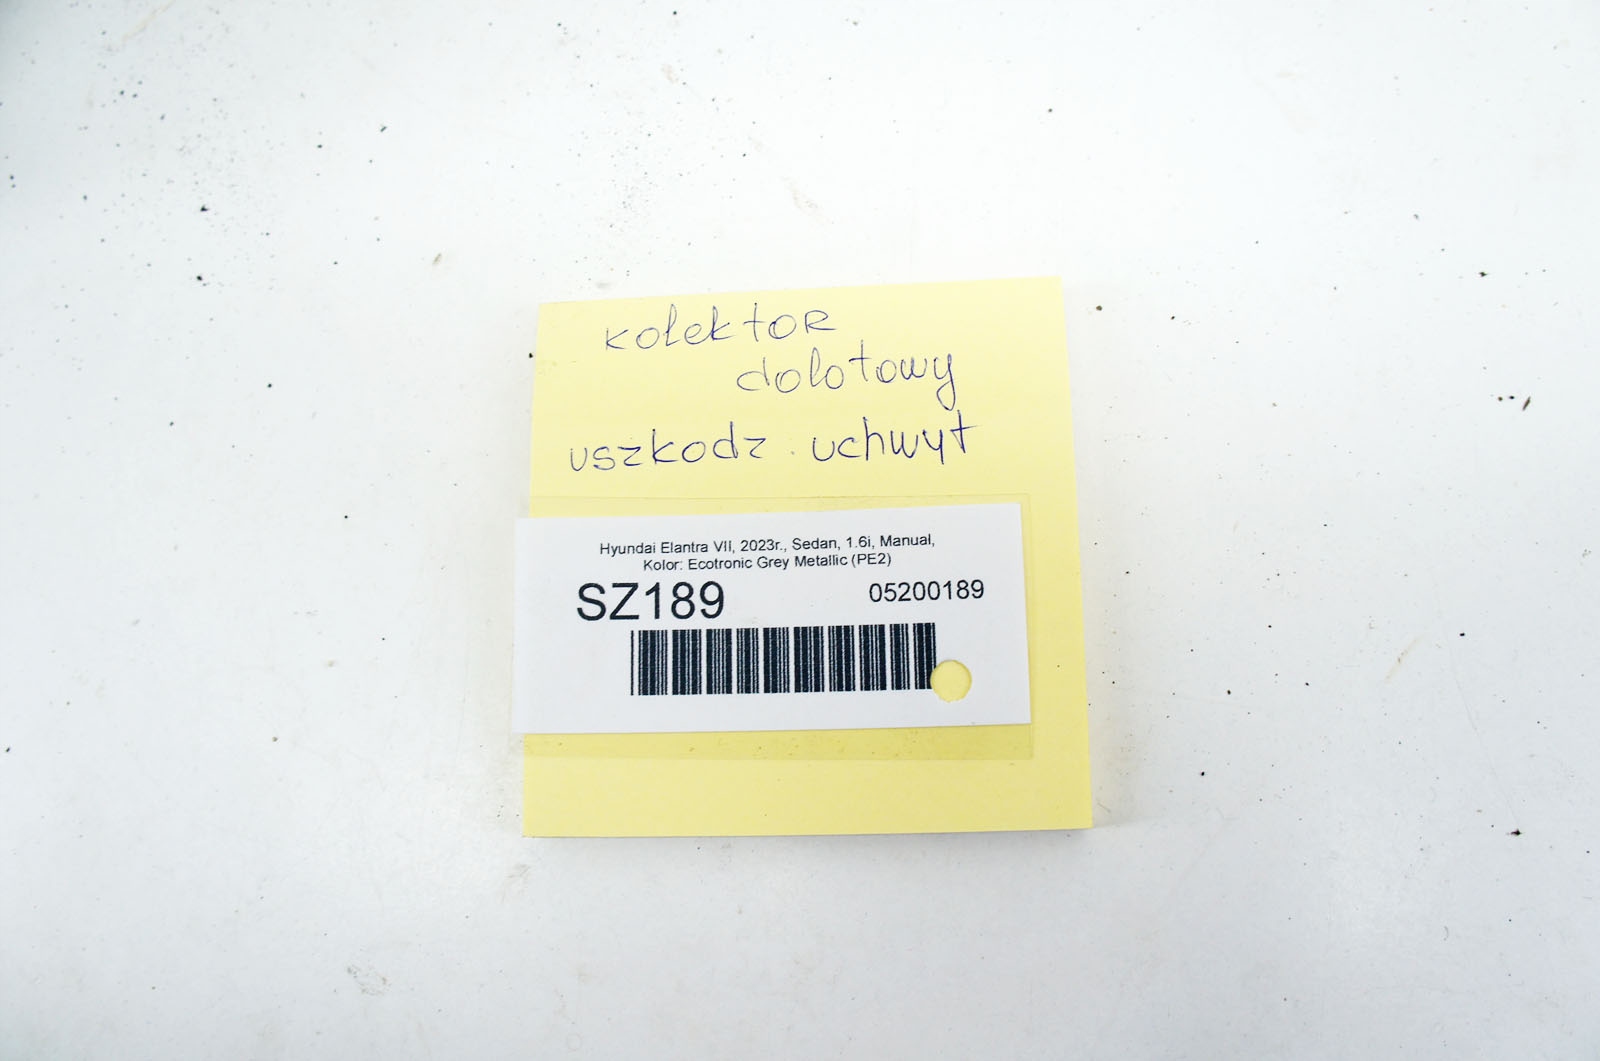 kolektor
dolotowy
uszkodz. uchwyt
Hyundai Elantra VII, 2023r., Sedan, 1.6i, Manual,
Kolor: Ecotronic Grey Metallic (PE2)
SZ189 05200189